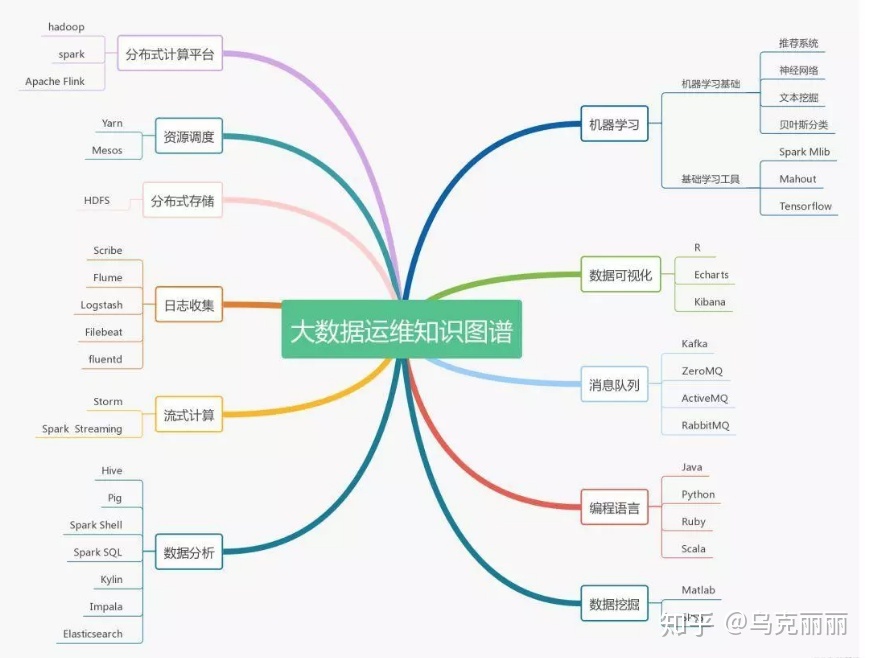 大数据运维知识图谱
分布式计算平台
hadoop
spark
Apache Flink
资源调度
Yarn
Mesos
分布式存储
HDFS
日志收集
Scribe
Flume
Logstash
Filebeat
fluentd
流式计算
Storm
Spark Streaming
数据分析
Hive
Pig
Spark Shell
Spark SQL
Kylin
Impala
Elasticsearch
机器学习
机器学习基础
推荐系统
神经网络
文本挖掘
贝叶斯分类
基础学习工具
Spark Mlib
Mahout
Tensorflow
数据可视化
R
Echarts
Kibana
消息队列
Kafka
ZeroMQ
ActiveMQ
RabbitMQ
编程语言
Java
Python
Ruby
Scala
数据挖掘
Matlab
知乎 @乌克丽丽